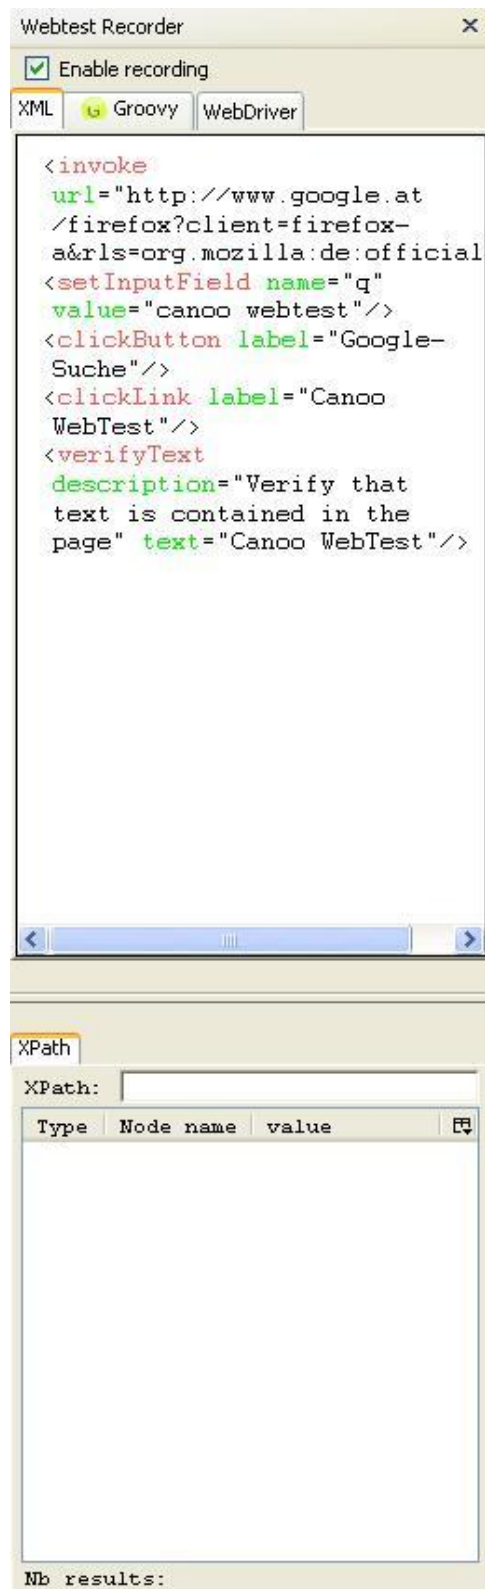 Webtest Recorder
Enable recording
XML Groovy WebDriver
<invoke
url="http://www.google.at
/firefox?client=firefox-
a&rls=org.mozilla:de:official
<setInputField name="q"
value="canoo webtest"/>
<clickButton label="Google-
Suche"/>
<clickLink label="Canoo
WebTest"/>
<verifyText
description="Verify that
text is contained in the
page" text="Canoo WebTest"/>
XPath
XPath:
Type Node name value
Nb results: